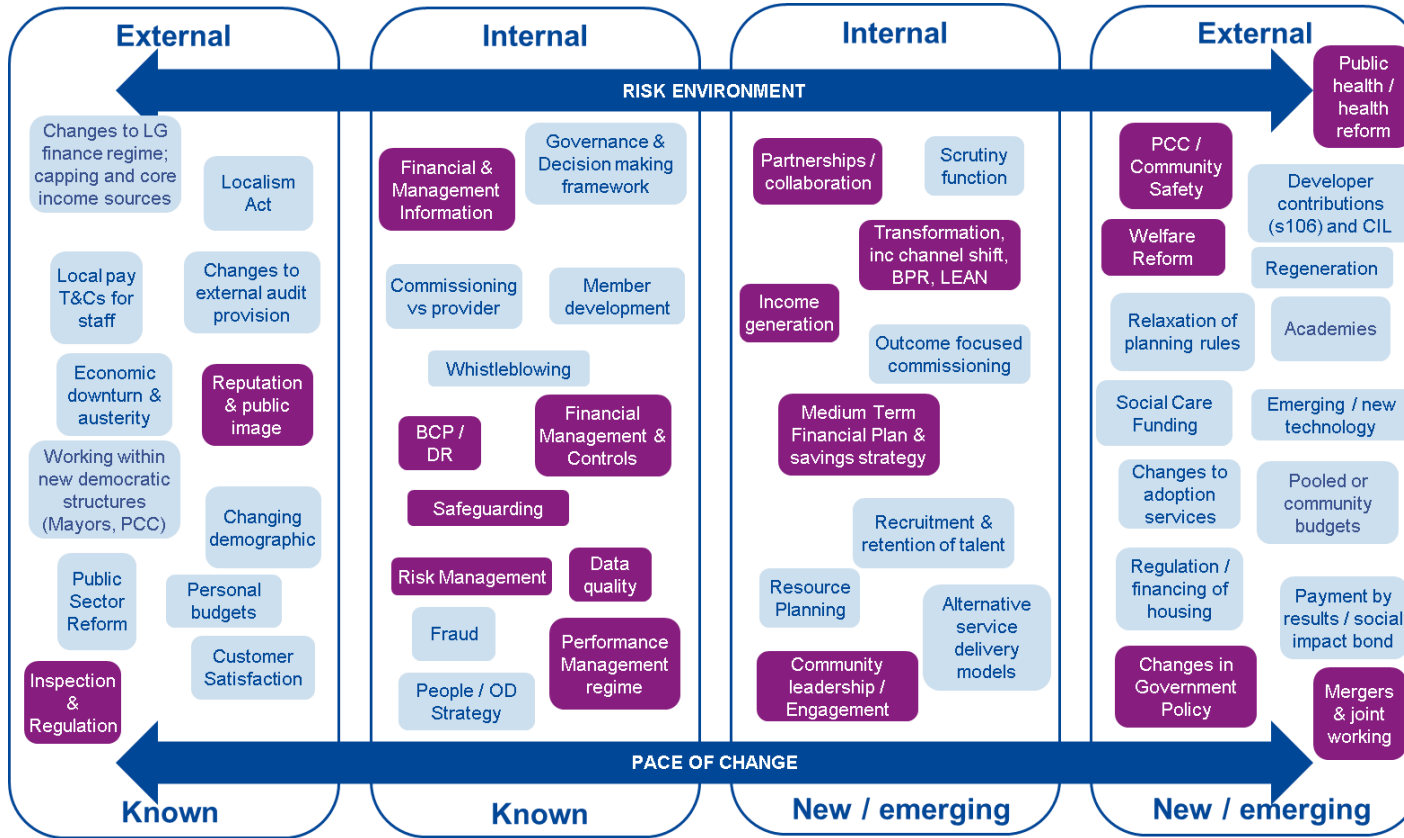 External
Internal
Internal
External
RISK ENVIRONMENT
Changes to LG
finance regime;
capping and core
income sources
Localism
Act
Local pay
T&Cs for
staff
Changes to
external audit
provision
Economic
downturn &
austerity
Reputation
& public
image
Working within
new democratic
structures
(Mayors, PCC)
Changing
demographic
Public
Sector
Reform
Personal
budgets
Customer
Satisfaction
Inspection
&
Regulation
Financial &
Management
Information
Governance &
Decision making
framework
Commissioning
vs provider
Member
development
Whistleblowing
BCP /
DR
Financial
Management &
Controls
Safeguarding
Risk Management
Data
quality
Fraud
Performance
Management
regime
People / OD
Strategy
Partnerships /
collaboration
Scrutiny
function
Transformation,
inc channel shift,
BPR, LEAN
Income
generation
Outcome focused
commissioning
Medium Term
Financial Plan &
savings strategy
Recruitment &
retention of talent
Resource
Planning
Alternative
service
delivery
models
Community
leadership /
Engagement
Public
health /
health
reform
PCC /
Community
Safety
Developer
contributions
(s106) and CIL
Welfare
Reform
Regeneration
Relaxation of
planning rules
Academies
Social Care
Funding
Emerging / new
technology
Changes to
adoption
services
Pooled or
community
budgets
Regulation /
financing of
housing
Payment by
results / social
impact bond
Changes in
Government
Policy
Mergers
& joint
working
PACE OF CHANGE
Known
Known
New / emerging
New / emerging